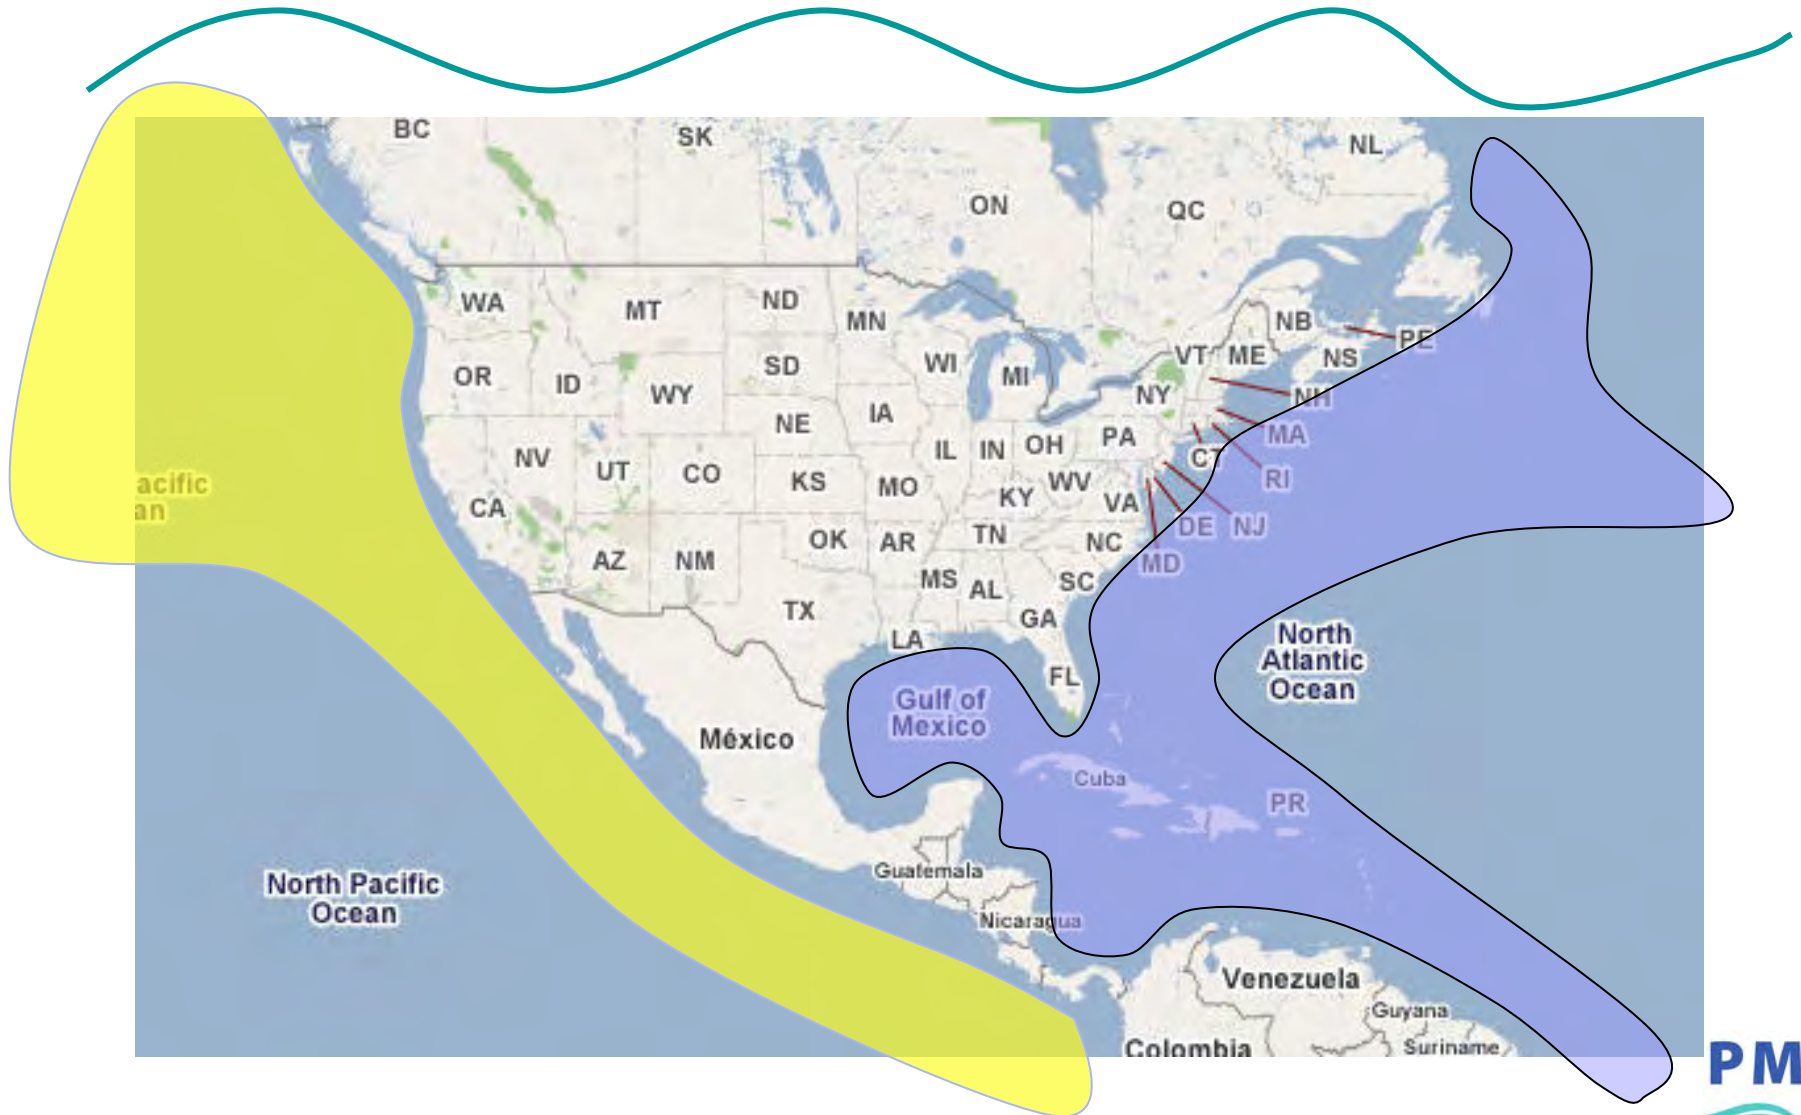 BC
SK
NL
ON
QC
WA
MT
ND
MN
NB
PE
OR
ID
WY
SD
WI
MI
VT
ME
NS
NY
NH
NE
IA
MA
NV
UT
CO
KS
MO
IL
IN
OH
PA
CT
RI
CA
KY
WV
VA
AZ
NM
OK
AR
TN
NC
DE
NJ
MD
TX
MS
AL
SC
GA
LA
FL
acific
an
North
Atlantic
Ocean
Gulf of
Mexico
México
Cuba
PR
North Pacific
Ocean
Guatemala
Nicaragua
Venezuela
Guyana
Suriname
Colombia
PM